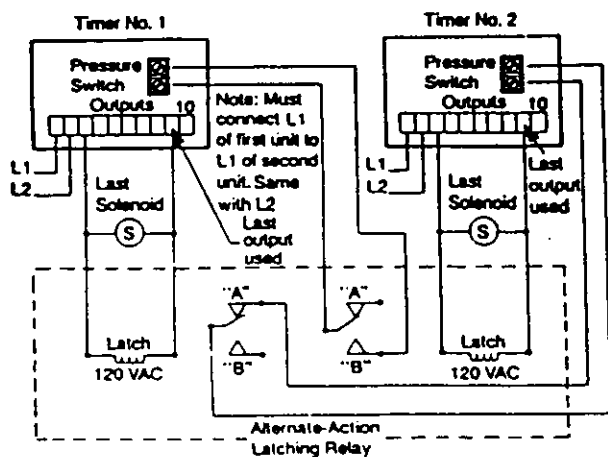 Timer No. 1
Pressure
Switch
Outputs
10
L1
L2
Last
Solenoid
S
Note: Must
connect L1
of first unit to
L1 of second
unit. Same
with L2
Last
output
used
Timer No. 2
Pressure
Switch
Outputs
10
L1
L2
Last
Solenoid
S
Last
output
used
"A"
"A"
"B"
"B"
Latch
120 VAC
Latch
120 VAC
Alternate-Action
Latching Relay